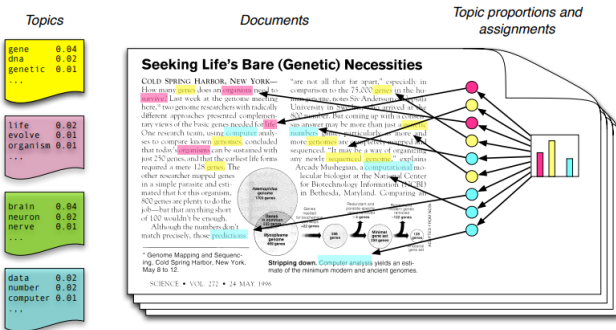 Topics
Documents
Topic proportions and
assignments
gene 0.04
dna 0.02
genetic 0.01
...
life 0.02
evolve 0.01
organism 0.01
...
brain 0.04
neuron 0.02
nerve 0.01
...
data 0.02
number 0.02
computer 0.01
...
Seeking Life's Bare (Genetic) Necessities
COLD SPRING HARBOR, NEW YORK—
How many genes does an organism need to
survive? Last week at the genome meeting
here,* two genome researchers with radically
different approaches presented complemen-
tary views of the basic genes needed for life.
One research team, using computer analy-
ses to compare known genomes, concluded
that today's organisms can be sustained with
just 250 genes, and that the earliest life forms
required a mere 128 genes. The
other researcher mapped genes
in a simple parasite and esti-
mated that for this organism,
800 genes are plenty to do the
job—but that anything short
of 100 wouldn't be enough.
Although the numbers don't
match precisely, those predictions
* Genome Mapping and Sequenc-
ing, Cold Spring Harbor, New York,
May 8 to 12.
"are not all that far apart," especially in
comparison to the 75,000 genes in the hu-
man genome, notes Siv Andersson
University in Sweden, who arrived at the
800 number. But coming up with a
answer may be more than just a
numbers particularly as more and
more genomes are completely mapped and
sequenced. "It may be a way of organizing
any newly sequenced genome," explains
Arcady Mushegian, a computational mo-
lecular biologist at the National Center
for Biotechnology Information (NCBI)
in Bethesda, Maryland. Comparing an
Haemophilus
genome
1703 genes
Mycoplasma
genome
469 genes
Minimal
gene set
250 genes
Stripping down. Computer analysis yields an esti-
mate of the minimum modern and ancient genomes.
SCIENCE • VOL. 272 • 24 MAY 1996